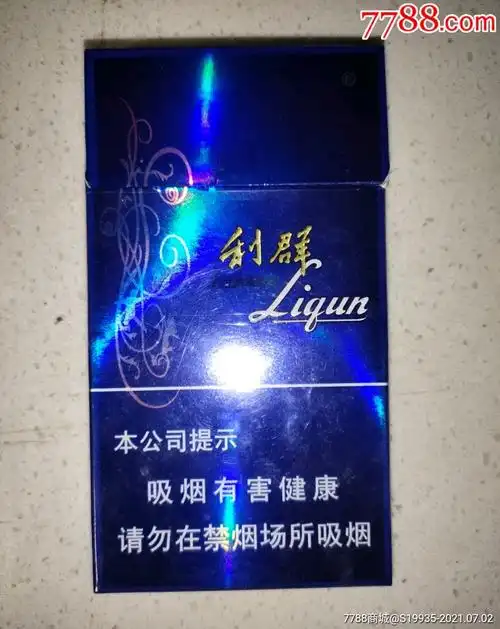 7788.com
利群
Liqun
本公司提示
吸烟有害健康
请勿在禁烟场所吸烟
7788商城@S19935-2021.07.02